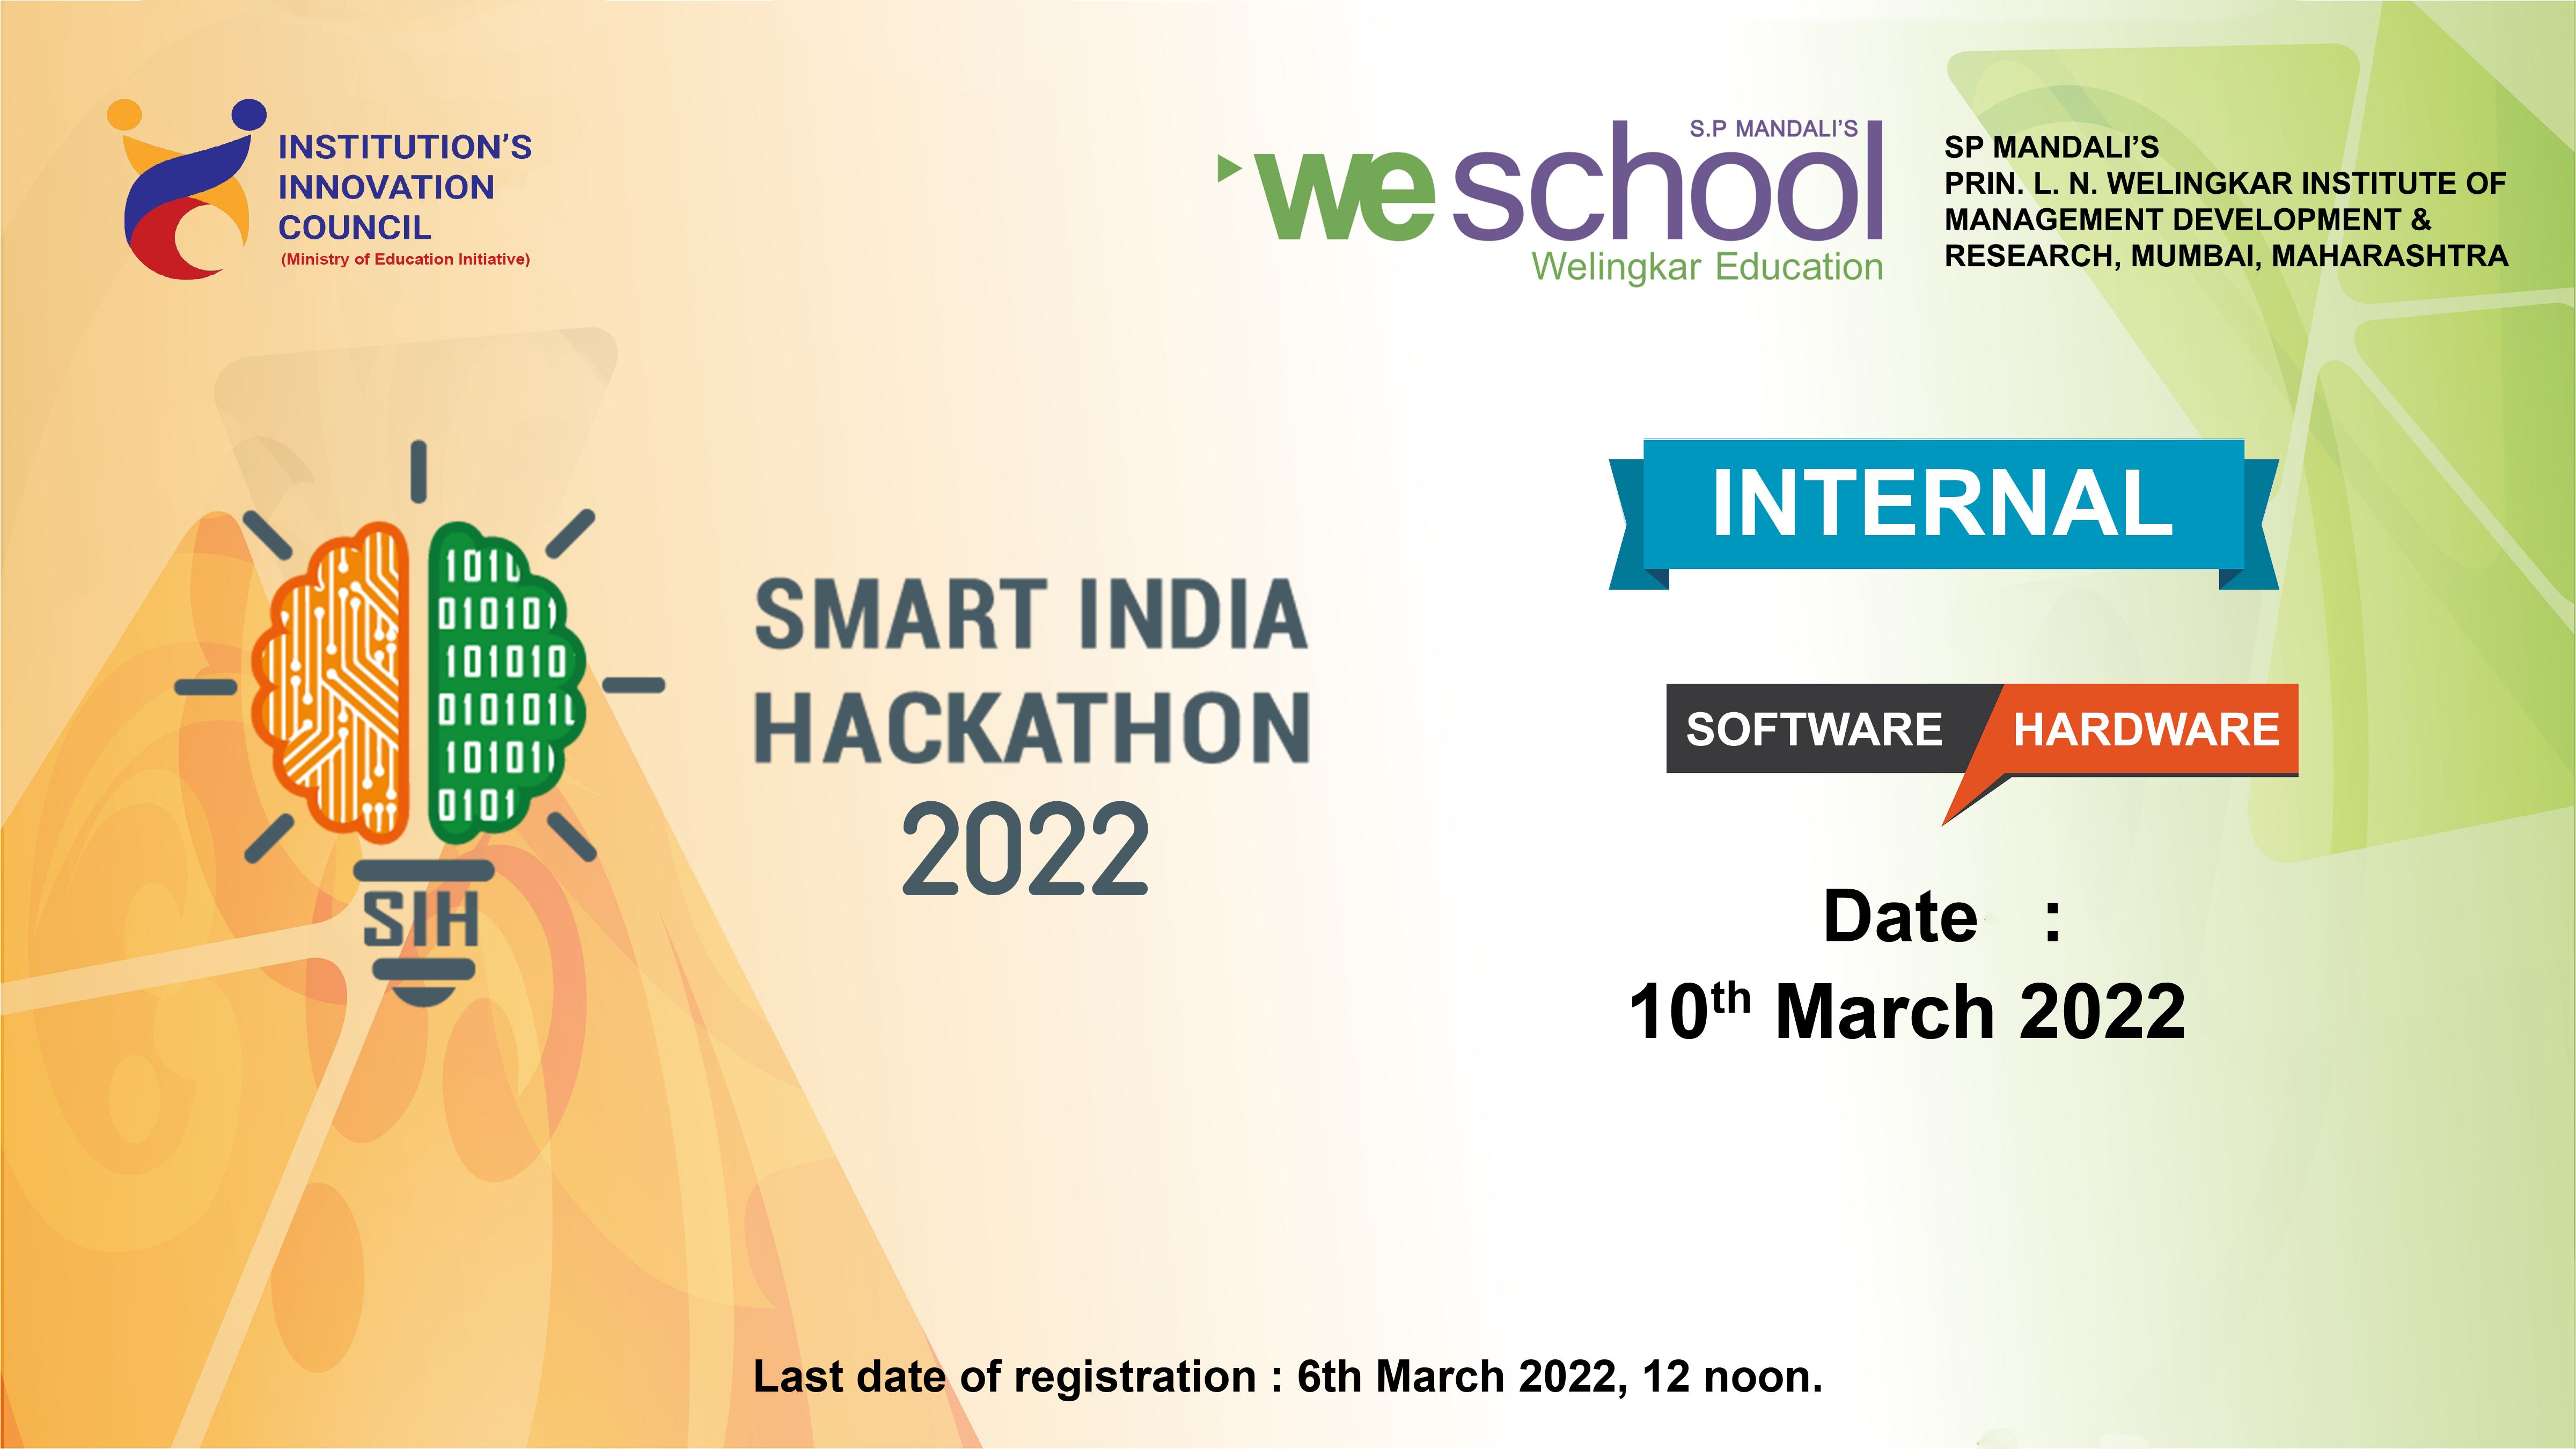 INSTITUTION'S
INNOVATION
COUNCIL
(Ministry of Education Initiative)
S.P MANDALI'S
we school
Welingkar Education
SP MANDALI'S
PRIN. L. N. WELINGKAR INSTITUTE OF
MANAGEMENT DEVELOPMENT &
RESEARCH, MUMBAI, MAHARASHTRA
1010
010101
101010
0101010
10101
0101
SIH
SMART INDIA
HACKATHON
2022
INTERNAL
SOFTWARE HARDWARE
Date :
10th March 2022
Last date of registration : 6th March 2022, 12 noon.